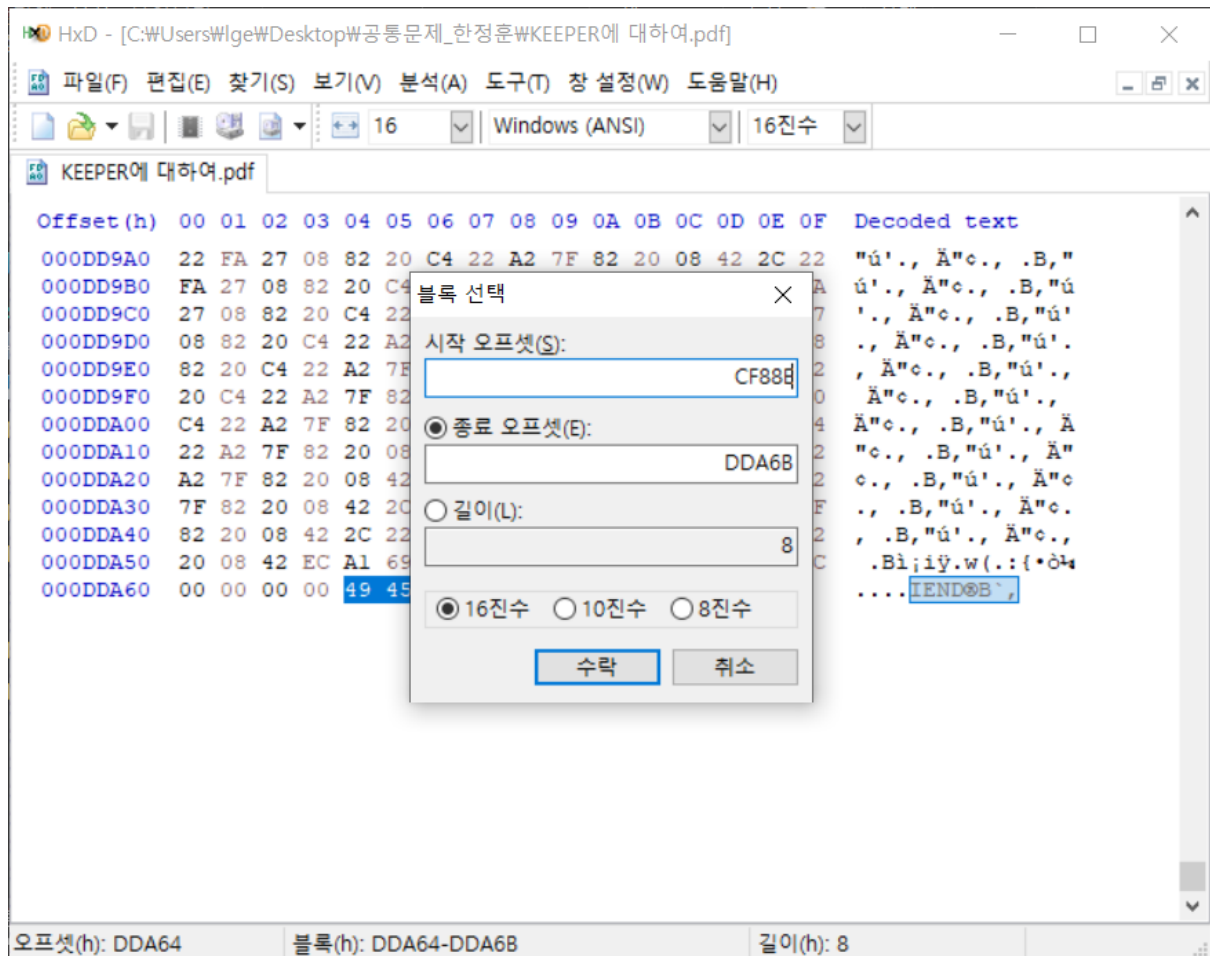 HxD - [C:₩Users₩lge₩Desktop₩공통문제_한정훈₩KEEPER에 대하여.pdf]
파일(F) 편집(E) 찾기(S) 보기(V) 분석(A) 도구(T) 창 설정(W) 도움말(H)
16 Windows (ANSI) 16진수
KEEPER에 대하여.pdf
Offset(h) 00 01 02 03 04 05 06 07 08 09 0A 0B 0C 0D 0E 0F Decoded text
000DD9A0 22 FA 27 08 82 20 C4 22 A2 7F 82 20 08 42 2C 22 "ú'‚ Ä"¢.‚ .B,"
000DD9B0 FA 27 08 82 20 C4 A ú'.‚ Ä"¢.‚ .B,"ú
000DD9C0 27 08 82 20 C4 22 7 '.‚ Ä"¢.‚ .B,"ú'
000DD9D0 08 82 20 C4 22 A2 8 .‚ Ä"¢.‚ .B,"ú'.
000DD9E0 82 20 C4 22 A2 7F 2 ‚ Ä"¢.‚ .B,"ú'.‚
000DD9F0 20 C4 22 A2 7F 82 0 Ä"¢.‚ .B,"ú'.‚
000DDA00 C4 22 A2 7F 82 20 4 Ä"¢.‚ .B,"ú'.‚ Ä
000DDA10 22 A2 7F 82 20 08 2 "¢.‚ .B,"ú'.‚ Ä"
000DDA20 A2 7F 82 20 08 42 2 ¢.‚ .B,"ú'.‚ Ä"¢
000DDA30 7F 82 20 08 42 2C F .‚ .B,"ú'.‚ Ä"¢.
000DDA40 82 20 08 42 2C 22 2 ‚ .B,"ú'.‚ Ä"¢.‚
000DDA50 20 08 42 EC A1 69 C .Bì¡iÿ.w(.:{•ò¼
000DDA60 00 00 00 00 49 45 ....IEND®B`‚
블록 선택
시작 오프셋(S):
CF88E
종료 오프셋(E):
DDA6B
길이(L):
8
16진수 10진수 8진수
수락 취소
오프셋(h): DDA64 블록(h): DDA64-DDA6B 길이(h): 8